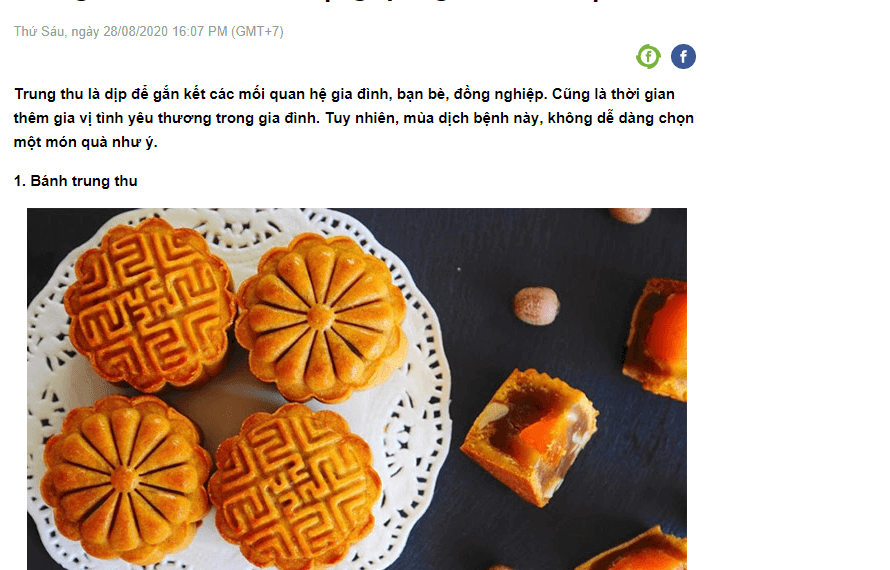 Thứ Sáu, ngày 28/08/2020 16:07 PM (GMT+7)
Trung thu là dịp để gắn kết các mối quan hệ gia đình, bạn bè, đồng nghiệp. Cũng là thời gian
thêm gia vị tình yêu thương trong gia đình. Tuy nhiên, mùa dịch bệnh này, không dễ dàng chọn
một món quà như ý.
1. Bánh trung thu